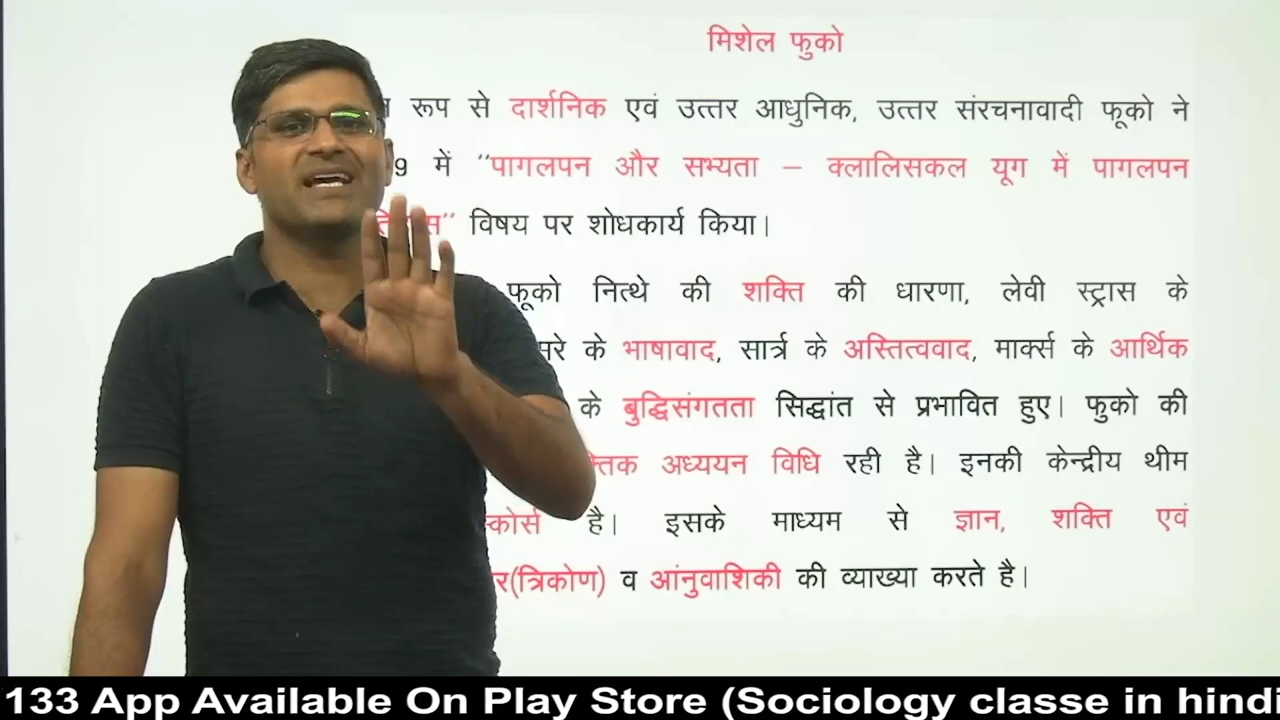 मिशेल फुको
रूप से दार्शनिक एवं उत्तर आधुनिक, उत्तर संरचनावादी फूको ने
9 में "पागलपन और सभ्यता – क्लालिसकल यूग में पागलपन
विषय पर शोधकार्य किया।
फूको नित्थे की शक्ति की धारणा, लेवी स्ट्रास के
के भाषावाद, सार्त्र के अस्तित्ववाद, मार्क्स के आर्थिक
के बुद्धिसंगतता सिद्धांत से प्रभावित हुए। फुको की
अध्ययन विधि रही है। इनकी केन्द्रीय थीम
है। इसके माध्यम से ज्ञान, शक्ति एवं
(त्रिकोण) व आंनुवाशिकी की व्याख्या करते है।
133 App Available On Play Store (Sociology classe in hindi